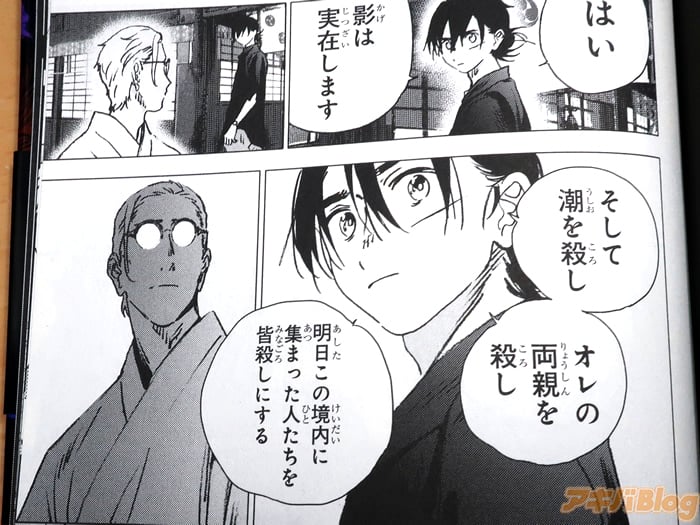 はい
影は
実在します
そして
潮を殺し
オレの
両親を
殺し
明日この境内に
集まった人たちを
皆殺しにする
アキバBlog